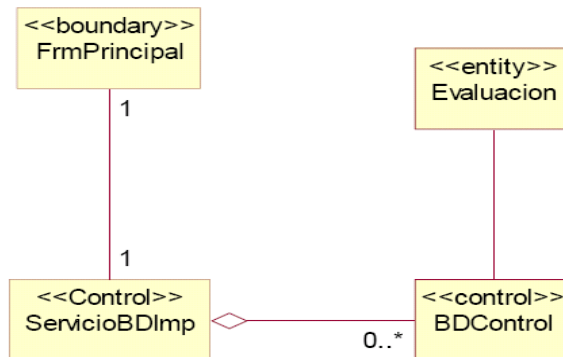 <<boundary>>
FrmPrincipal
<<entity>>
Evaluacion
1
1
<<Control>>
ServicioBDImp
0..*
<<control>>
BDControl